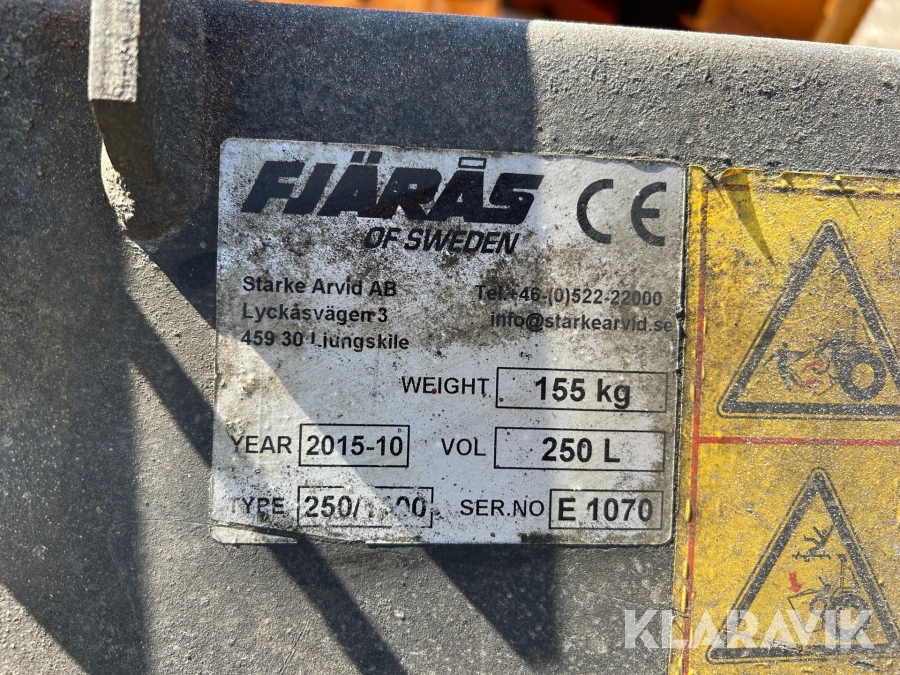 FJÄRÅS
OF SWEDEN
CE
Starke Arvid AB
Tel.+46-(0)522-22000
Lyckåsvägen 3
info@starkearvid.se
459 30 Ljungskile
WEIGHT 155 kg
YEAR 2015-10 VOL 250 L
TYPE SER.NO E 1070
KLARAVIK